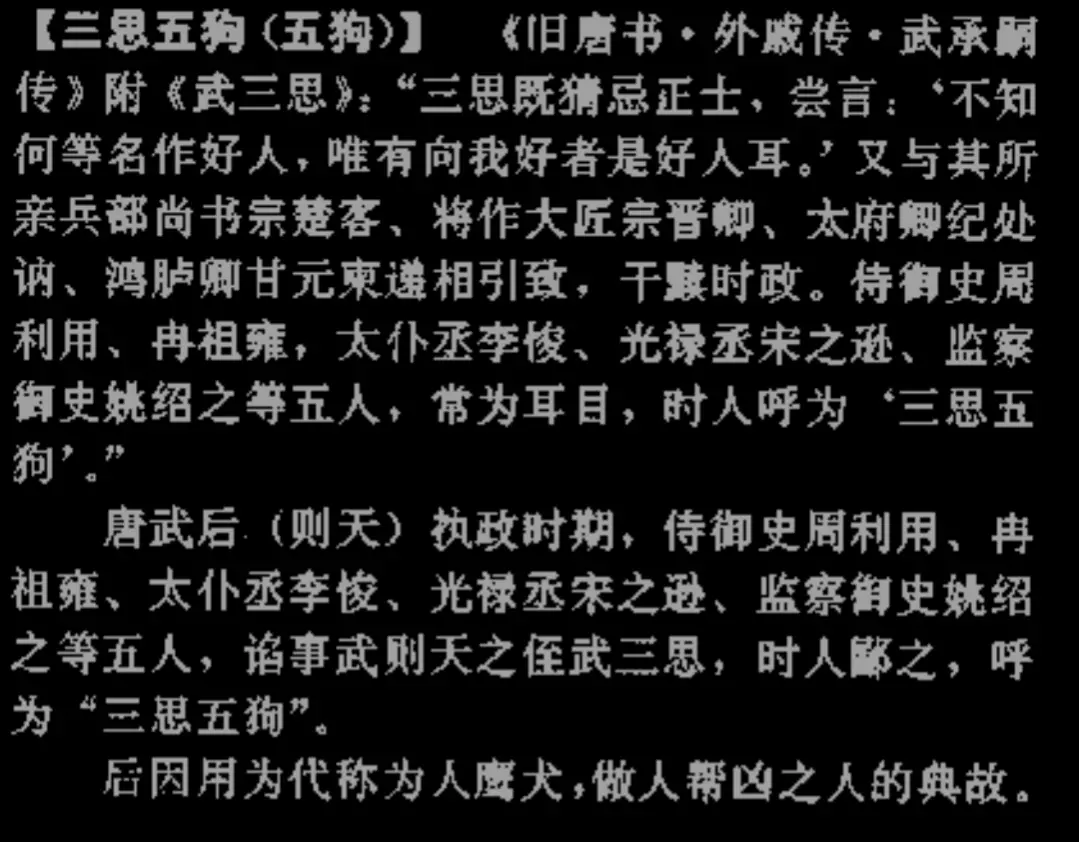 【三思五狗（五狗）】 《旧唐书·外戚传·武承嗣
传》附《武三思》：“三思既猜忌正士，尝言：‘不知
何等名作好人，唯有向我好者是好人耳。’又与其所
亲兵部尚书宗楚客、将作大匠宗晋卿、太府卿纪处
讷、鸿胪卿甘元柬递相引致，干黩时政。侍御史周
利用、冉祖雍，太仆丞李悛、光禄丞宋之逊、监察
御史姚绍之等五人，常为耳目，时人呼为‘三思五
狗’。”
唐武后（则天）执政时期，侍御史周利用、冉
祖雍、太仆丞李悛、光禄丞宋之逊、监察御史姚绍
之等五人，谄事武则天之侄武三思，时人鄙之，呼
为“三思五狗”。
后因用为代称为人鹰犬，做人帮凶之人的典故。